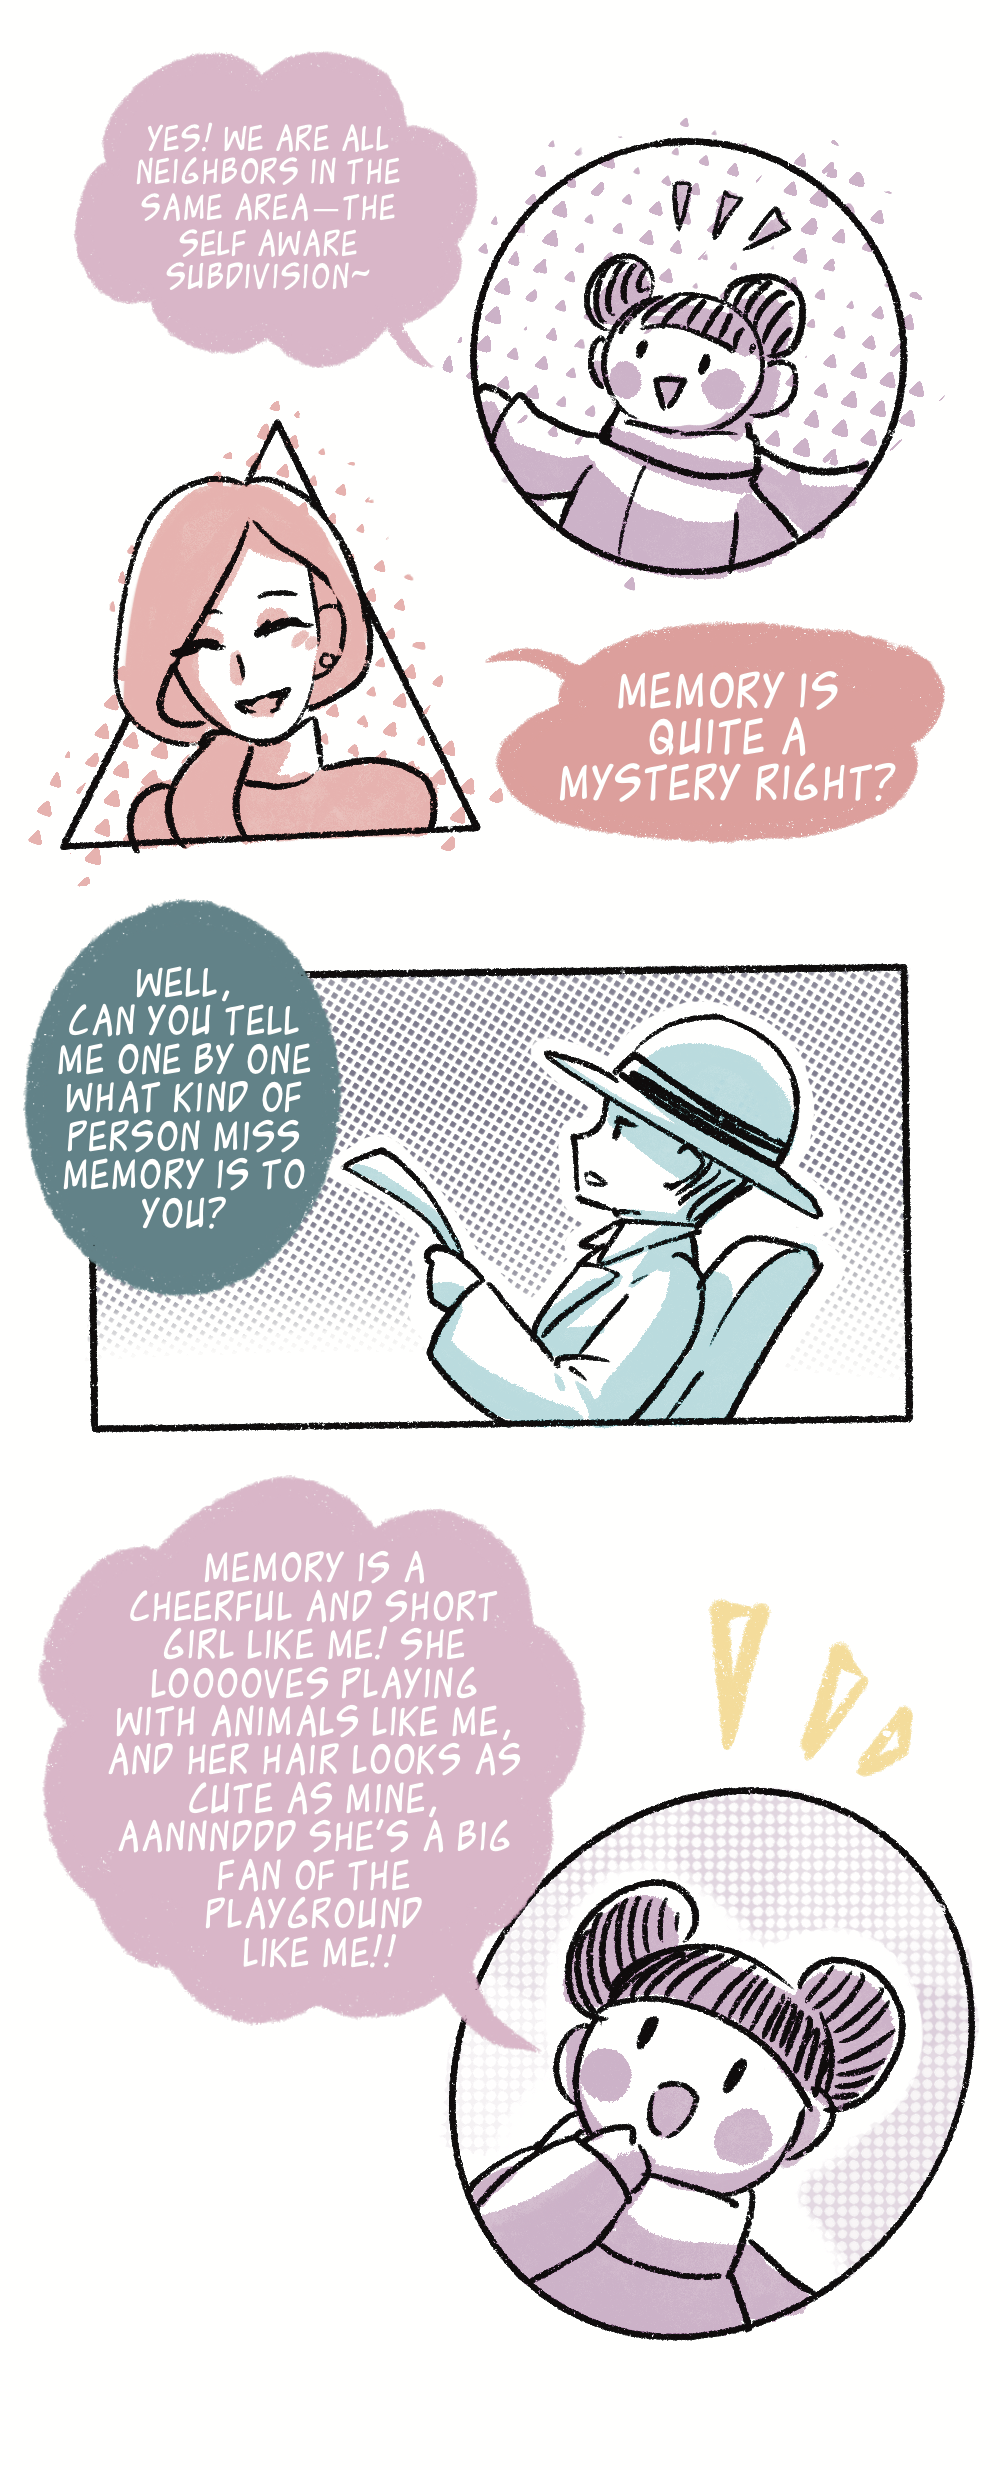 YES! WE ARE ALL
NEIGHBORS IN THE
SAME AREA—THE
SELF AWARE
SUBDIVISION~
MEMORY IS
QUITE A
MYSTERY RIGHT?
WELL,
CAN YOU TELL
ME ONE BY ONE
WHAT KIND OF
PERSON MISS
MEMORY IS TO
YOU?
MEMORY IS A
CHEERFUL AND SHORT
GIRL LIKE ME! SHE
LOOOOVES PLAYING
WITH ANIMALS LIKE ME,
AND HER HAIR LOOKS AS
CUTE AS MINE,
AANNNDDD SHE'S A BIG
FAN OF THE
PLAYGROUND
LIKE ME!!